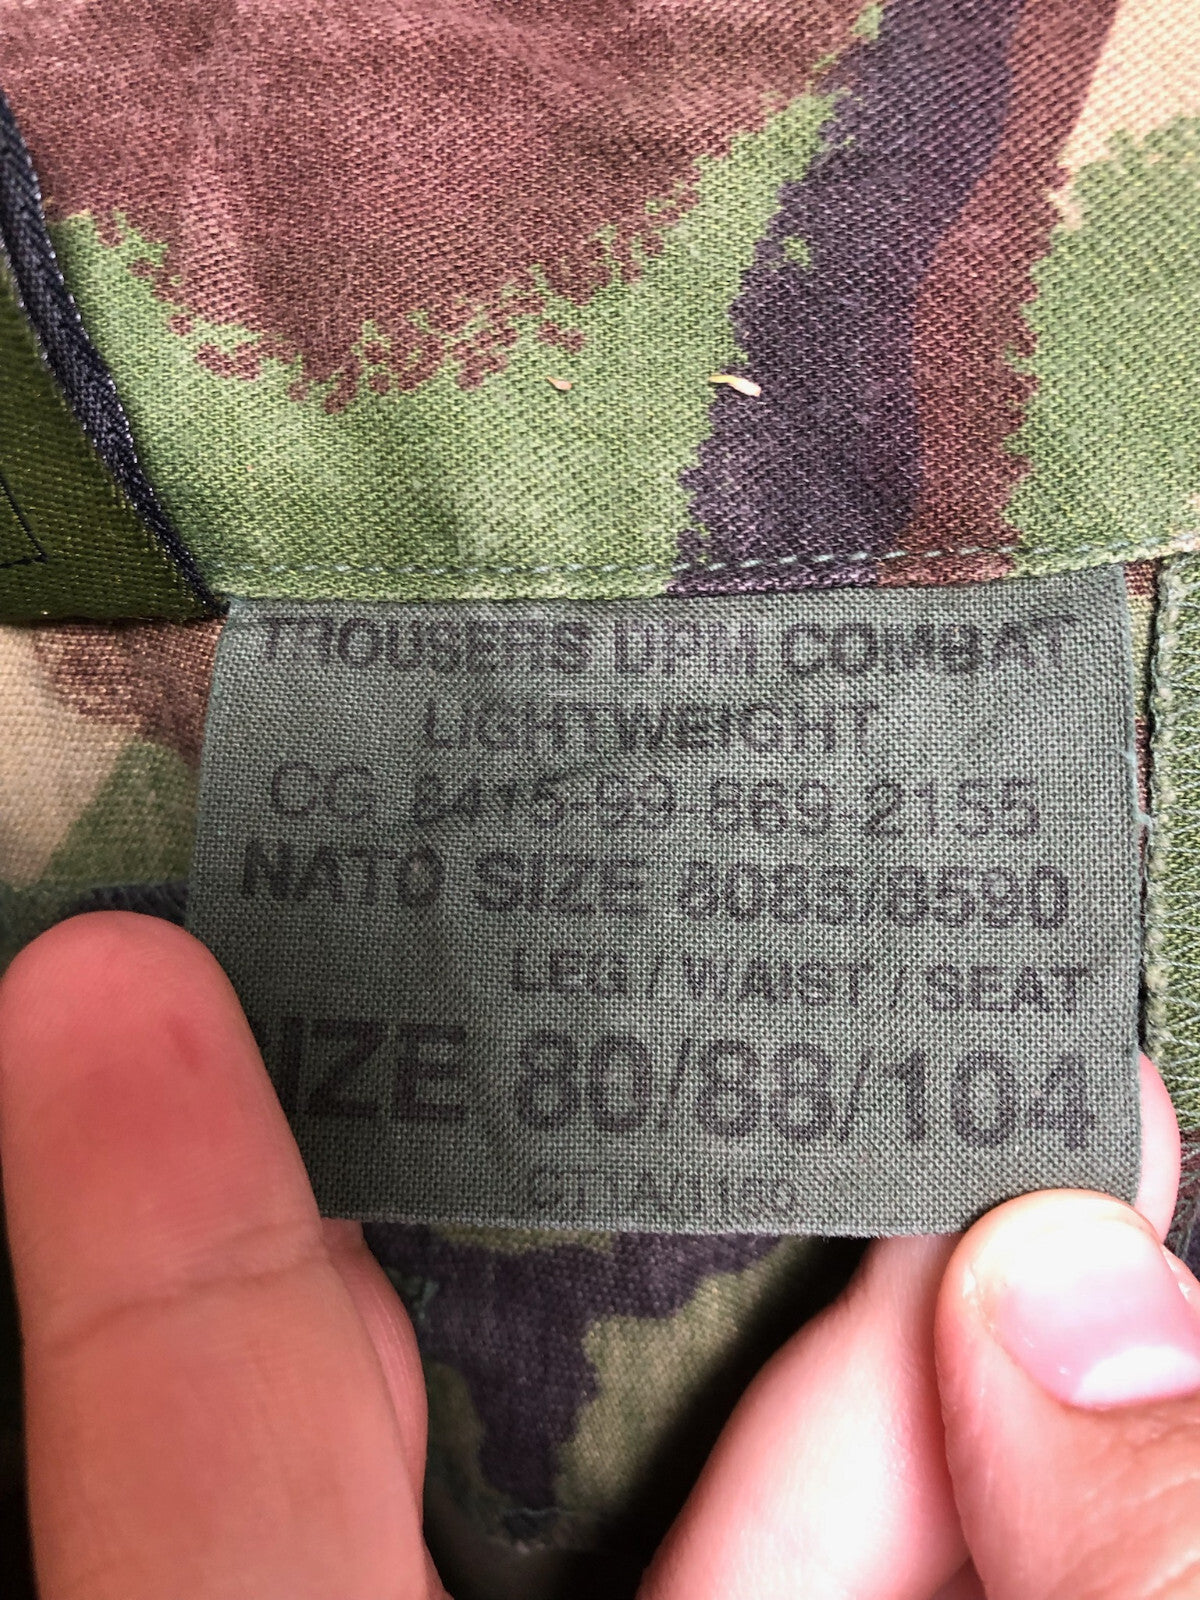 TROUSERS DPM COMBAT
LIGHTWEIGHT
CG 8415-99-869-2155
NATO SIZE 8085/8590
LEG / WAIST / SEAT
IZE 80/88/104